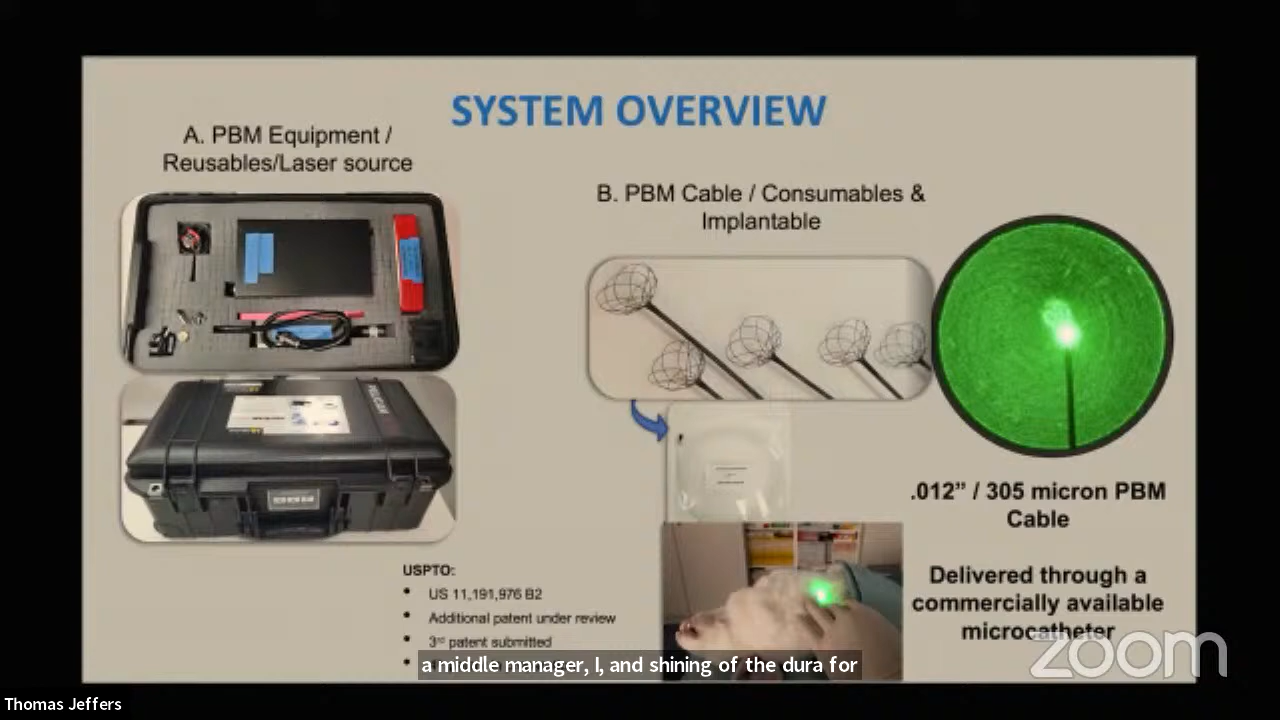 SYSTEM OVERVIEW
A. PBM Equipment /
Reusables/Laser source
B. PBM Cable / Consumables &
Implantable
PELICAN
.012” / 305 micron PBM
Cable
Delivered through a
commercially available
microcatheter
USPTO:
• US 11,191,976 B2
• Additional patent under review
• 3rd patent submitted
•
a middle manager, I, and shining of the dura for
zoom
Thomas Jeffers